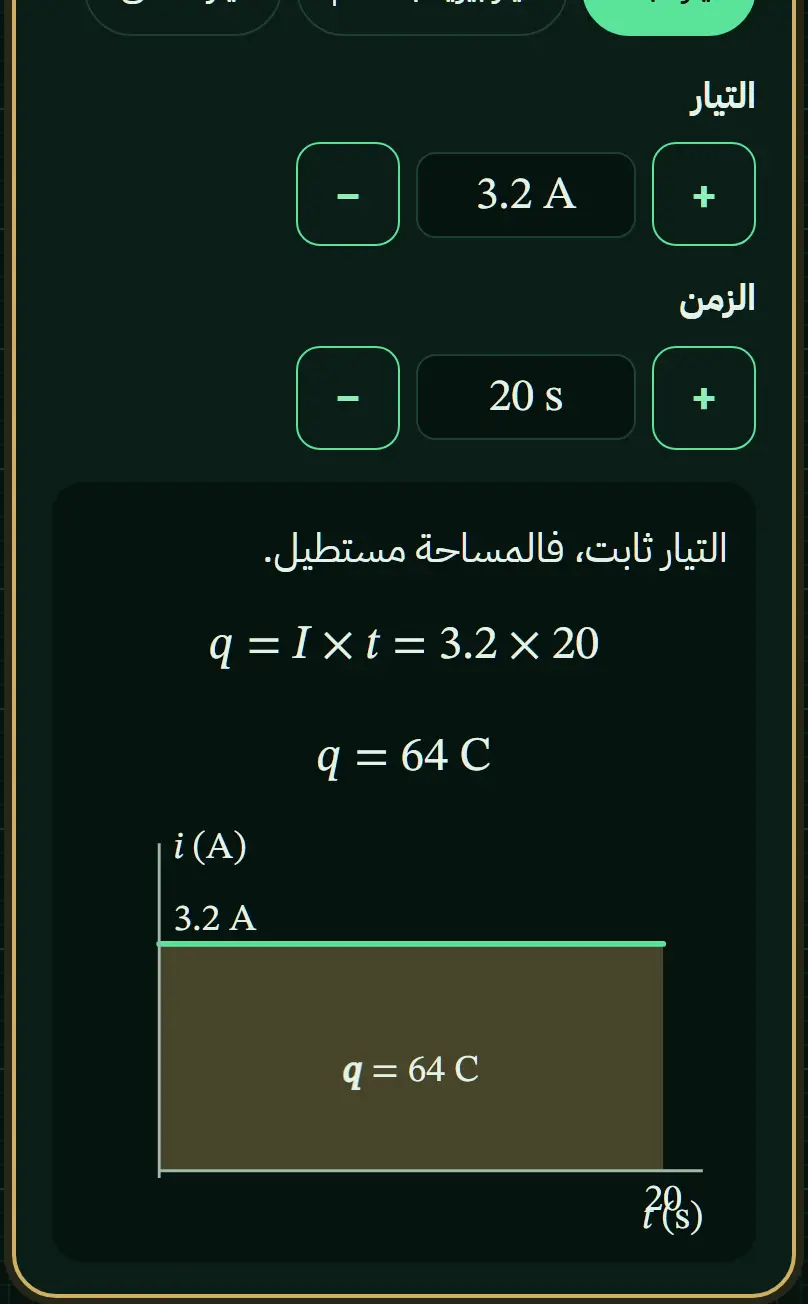 التيار
+ 3.2 A −
الزمن
+ 20 s −
التيار ثابت، فالمساحة مستطيل.
q = I × t = 3.2 × 20
q = 64 C
i (A)
3.2 A
q = 64 C
20
t (s)